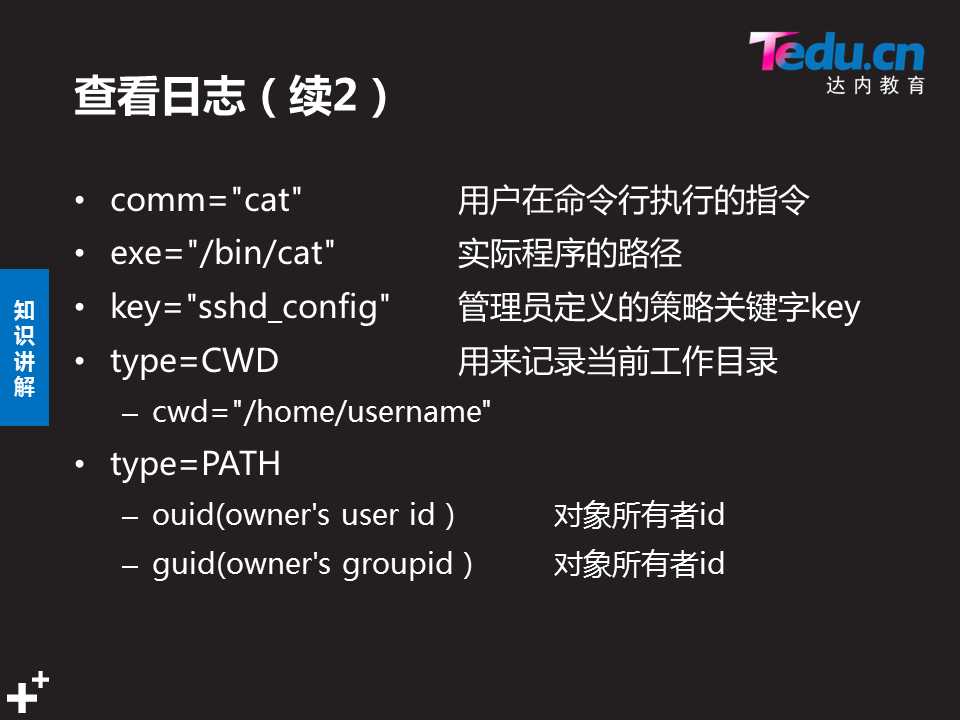 Tedu.cn
达内教育
查看日志（续2）
• comm="cat" 用户在命令行执行的指令
• exe="/bin/cat" 实际程序的路径
• key="sshd_config" 管理员定义的策略关键字key
• type=CWD 用来记录当前工作目录
– cwd="/home/username"
• type=PATH
– ouid(owner's user id ) 对象所有者id
– guid(owner's groupid ) 对象所有者id
知
识
讲
解